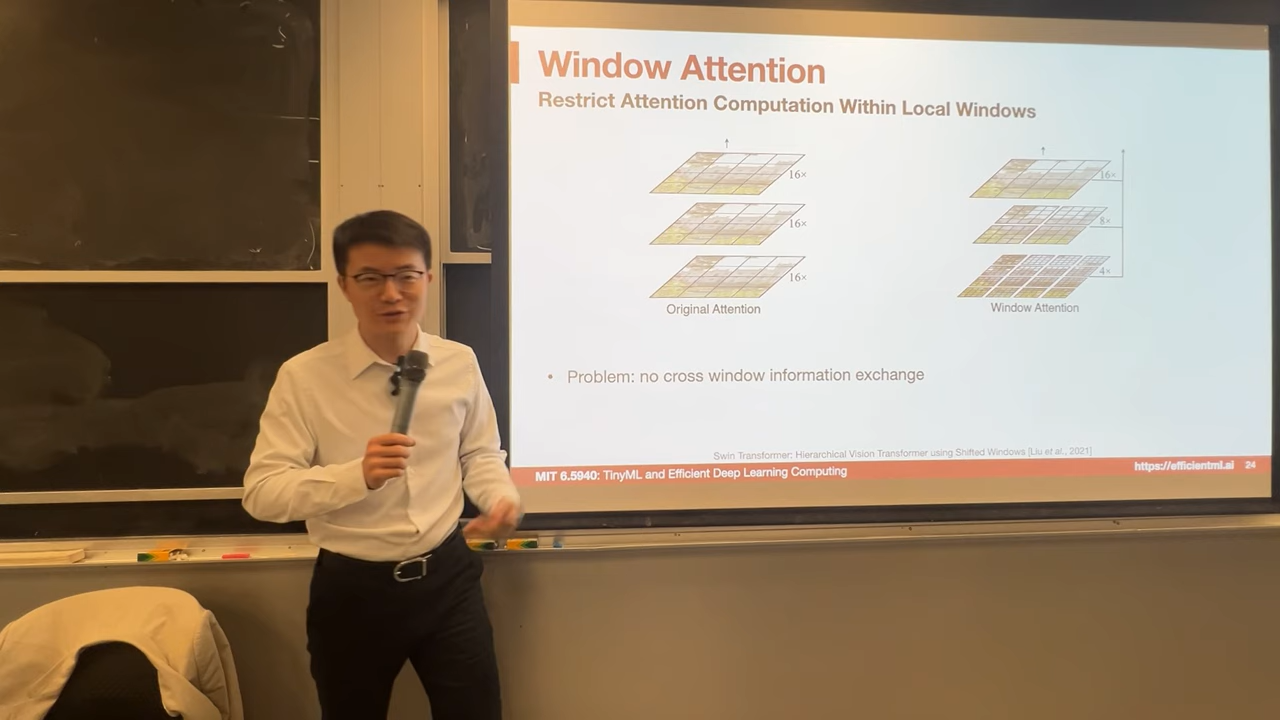 Window Attention
Restrict Attention Computation Within Local Windows
16×
16×
16×
Original Attention
16×
8×
4×
Window Attention
• Problem: no cross window information exchange
Swin Transformer: Hierarchical Vision Transformer using Shifted Windows [Liu et al., 2021]
MIT 6.5940: TinyML and Efficient Deep Learning Computing
https://efficientml.ai 24